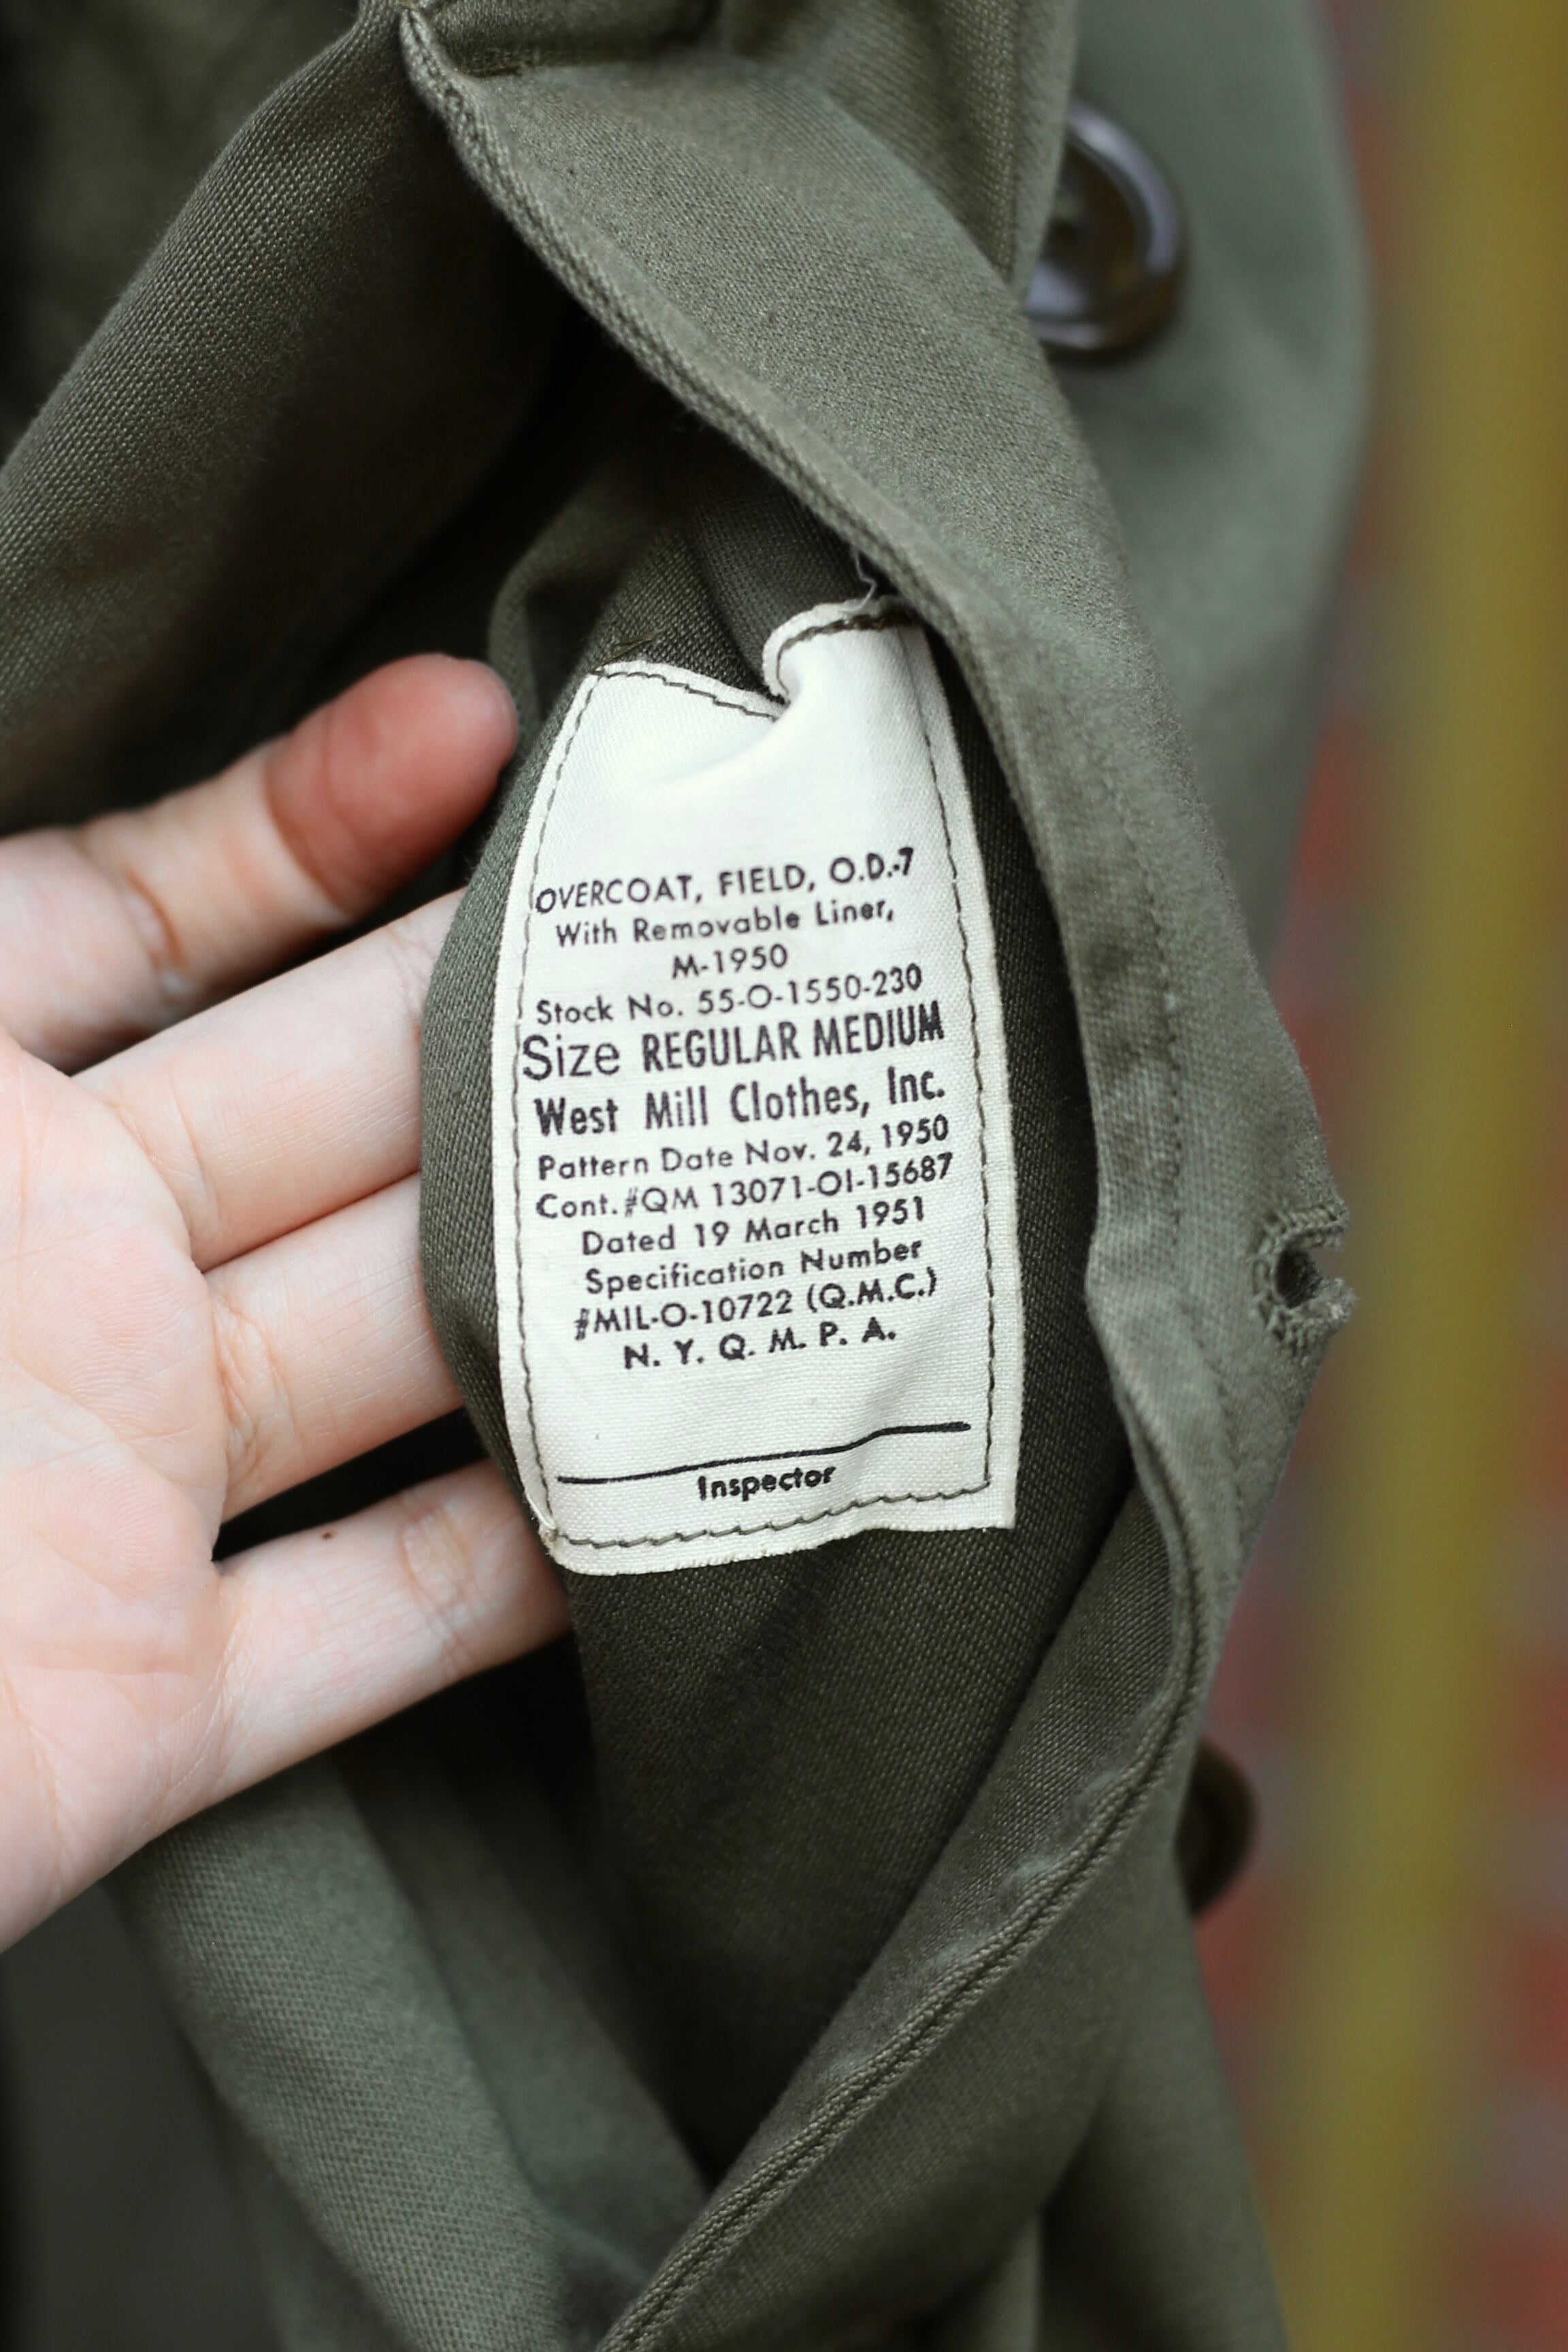 OVERCOAT, FIELD, O.D.-7
With Removable Liner,
M-1950
Stock No. 55-O-1550-230
Size REGULAR MEDIUM
West Mill Clothes, Inc.
Pattern Date Nov. 24, 1950
Cont.#QM 13071-OI-15687
Dated 19 March 1951
Specification Number
#MIL-O-10722 (Q.M.C.)
N. Y. Q. M. P. A.
Inspector